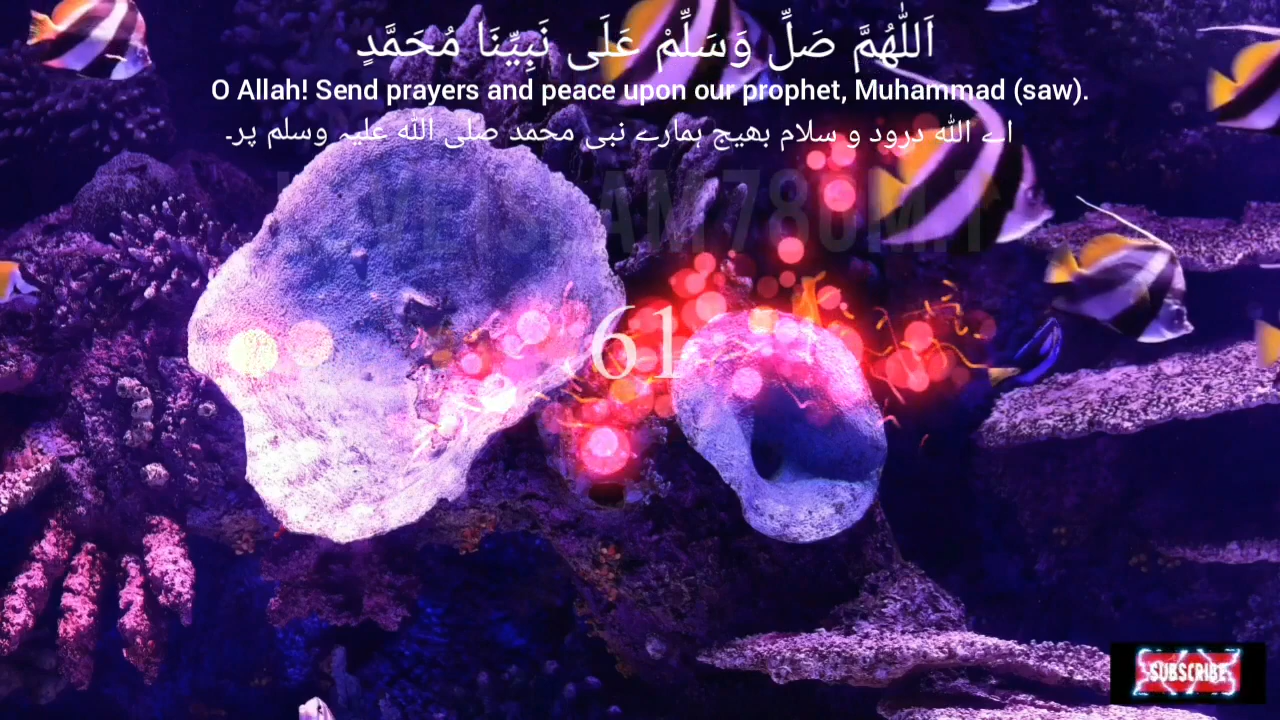 اَللّٰهُمَّ صَلِّ وَسَلِّمْ عَلَى نَبِيِّنَا مُحَمَّدٍ
O Allah! Send prayers and peace upon our prophet, Muhammad (saw).
اے اللہ درود و سلام بھیج ہمارے نبی محمد صلی اللہ علیہ وسلم پر۔
61
SUBSCRIBE